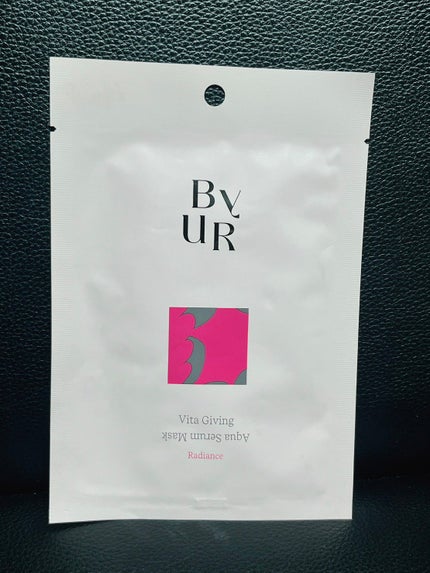 By
UR
Vita Giving
Aqua Serum Mask
Radiance